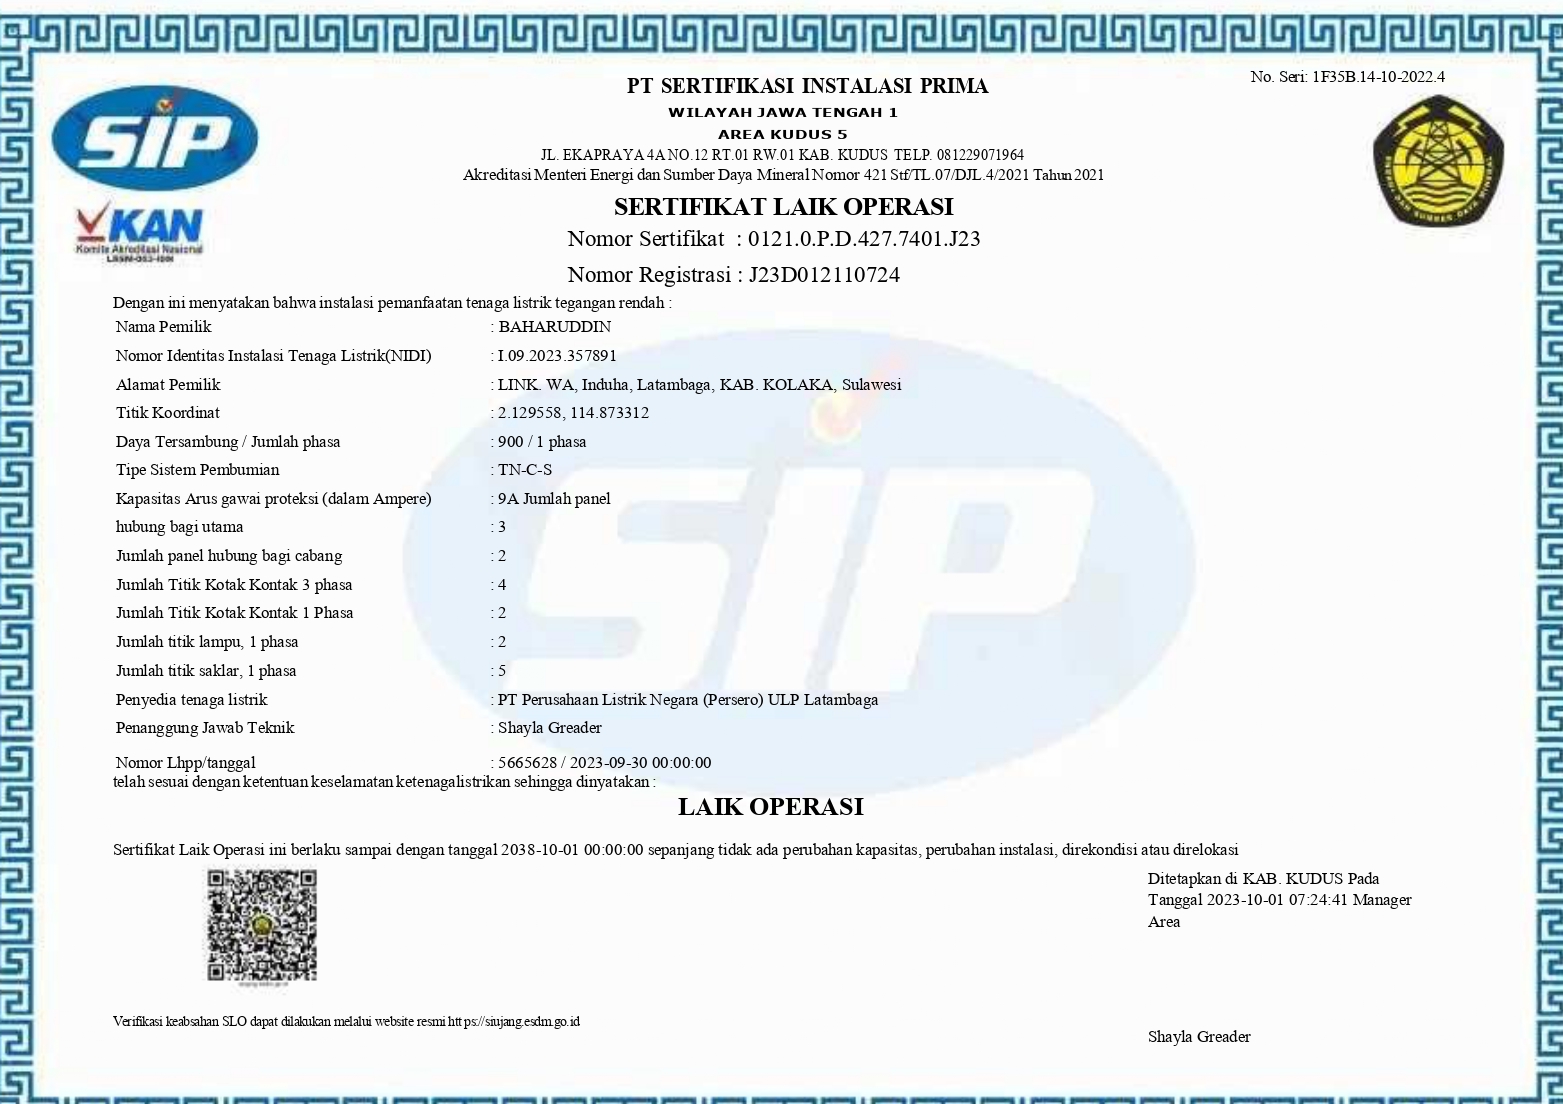 No. Seri: 1F35B.14-10-2022.4
PT SERTIFIKASI INSTALASI PRIMA
WILAYAH JAWA TENGAH 1
AREA KUDUS 5
JL. EKAPRAYA 4A NO.12 RT.01 RW.01 KAB. KUDUS TELP. 081229071964
Akreditasi Menteri Energi dan Sumber Daya Mineral Nomor 421 Stf/TL.07/DJL.4/2021 Tahun 2021
SIP
KAN
Komite Akreditasi Nasional
SERTIFIKAT LAIK OPERASI
Nomor Sertifikat : 0121.0.P.D.427.7401.J23
Nomor Registrasi : J23D012110724
Dengan ini menyatakan bahwa instalasi pemanfaatan tenaga listrik tegangan rendah :
Nama Pemilik : BAHARUDDIN
Nomor Identitas Instalasi Tenaga Listrik(NIDI) : I.09.2023.357891
Alamat Pemilik : LINK. WA, Induha, Latambaga, KAB. KOLAKA, Sulawesi
Titik Koordinat : 2.129558, 114.873312
Daya Tersambung / Jumlah phasa : 900 / 1 phasa
Tipe Sistem Pembumian : TN-C-S
Kapasitas Arus gawai proteksi (dalam Ampere) : 9A Jumlah panel
hubung bagi utama : 3
Jumlah panel hubung bagi cabang : 2
Jumlah Titik Kotak Kontak 3 phasa : 4
Jumlah Titik Kotak Kontak 1 Phasa : 2
Jumlah titik lampu, 1 phasa : 2
Jumlah titik saklar, 1 phasa : 5
Penyedia tenaga listrik : PT Perusahaan Listrik Negara (Persero) ULP Latambaga
Penanggung Jawab Teknik : Shayla Greader
Nomor Lhpp/tanggal : 5665628 / 2023-09-30 00:00:00
telah sesuai dengan ketentuan keselamatan ketenagalistrikan sehingga dinyatakan :
LAIK OPERASI
Sertifikat Laik Operasi ini berlaku sampai dengan tanggal 2038-10-01 00:00:00 sepanjang tidak ada perubahan kapasitas, perubahan instalasi, direkondisi atau direlokasi
Ditetapkan di KAB. KUDUS Pada
Tanggal 2023-10-01 07:24:41 Manager
Area
Verifikasi keabsahan SLO dapat dilakukan melalui website resmi htt ps://siujang.esdm.go.id
Shayla Greader